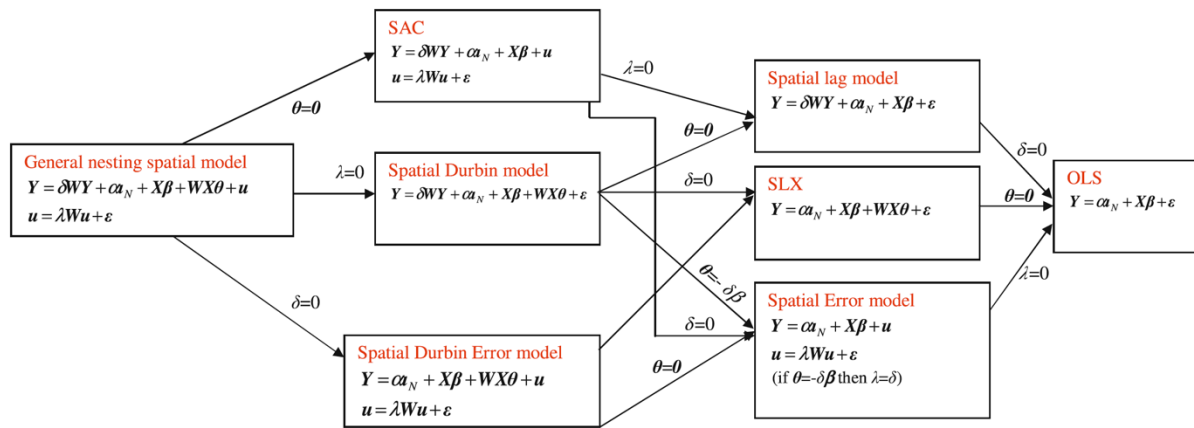 SAC
Y=δWY+αι_N+Xβ+u
u=λWu+ε
λ=0
Spatial lag model
Y=δWY+αι_N+Xβ+ε
θ=0
θ=0
General nesting spatial model
Y=δWY+αι_N+Xβ+WXθ+u
u=λWu+ε
λ=0
Spatial Durbin model
Y=δWY+αι_N+Xβ+WXθ+ε
δ=0
SLX
Y=αι_N+Xβ+WXθ+ε
δ=0
θ=0
OLS
Y=αι_N+Xβ+ε
θ=- δβ
δ=0
δ=0
Spatial Durbin Error model
Y=αι_N+Xβ+WXθ+u
u=λWu+ε
θ=0
Spatial Error model
Y=αι_N+Xβ+u
u=λWu+ε
(if θ=-δβ then λ=δ)
λ=0